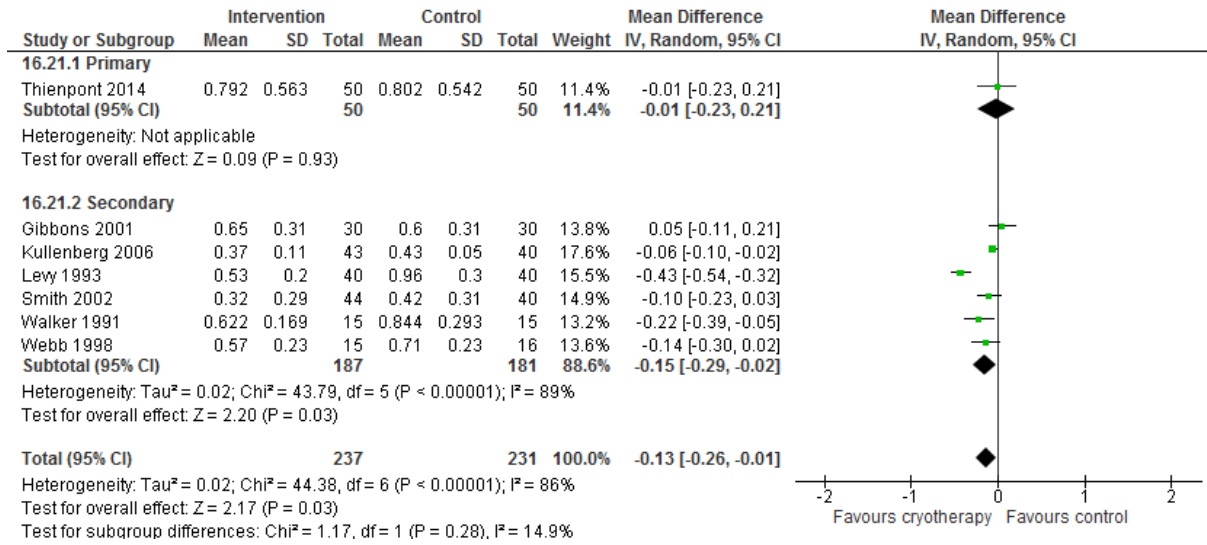 Intervention Control Mean Difference Mean Difference
Study or Subgroup Mean SD Total Mean SD Total Weight IV, Random, 95% CI IV, Random, 95% CI
16.21.1 Primary
Thienpont 2014 0.792 0.563 50 0.802 0.542 50 11.4% -0.01 [-0.23, 0.21]
Subtotal (95% CI) 50 50 11.4% -0.01 [-0.23, 0.21]
Heterogeneity: Not applicable
Test for overall effect: Z = 0.09 (P = 0.93)
16.21.2 Secondary
Gibbons 2001 0.65 0.31 30 0.6 0.31 30 13.8% 0.05 [-0.11, 0.21]
Kullenberg 2006 0.37 0.11 43 0.43 0.05 40 17.6% -0.06 [-0.10, -0.02]
Levy 1993 0.53 0.2 40 0.96 0.3 40 15.5% -0.43 [-0.54, -0.32]
Smith 2002 0.32 0.29 44 0.42 0.31 40 14.9% -0.10 [-0.23, 0.03]
Walker 1991 0.622 0.169 15 0.844 0.293 15 13.2% -0.22 [-0.39, -0.05]
Webb 1998 0.57 0.23 15 0.71 0.23 16 13.6% -0.14 [-0.30, 0.02]
Subtotal (95% CI) 187 181 88.6% -0.15 [-0.29, -0.02]
Heterogeneity: Tau² = 0.02; Chi² = 43.79, df = 5 (P < 0.00001); I² = 89%
Test for overall effect: Z = 2.20 (P = 0.03)
Total (95% CI) 237 231 100.0% -0.13 [-0.26, -0.01]
Heterogeneity: Tau² = 0.02; Chi² = 44.38, df = 6 (P < 0.00001); I² = 86%
Test for overall effect: Z = 2.17 (P = 0.03)
Test for subgroup differences: Chi² = 1.17, df = 1 (P = 0.28), I² = 14.9%
-2 -1 0 1 2
Favours cryotherapy Favours control